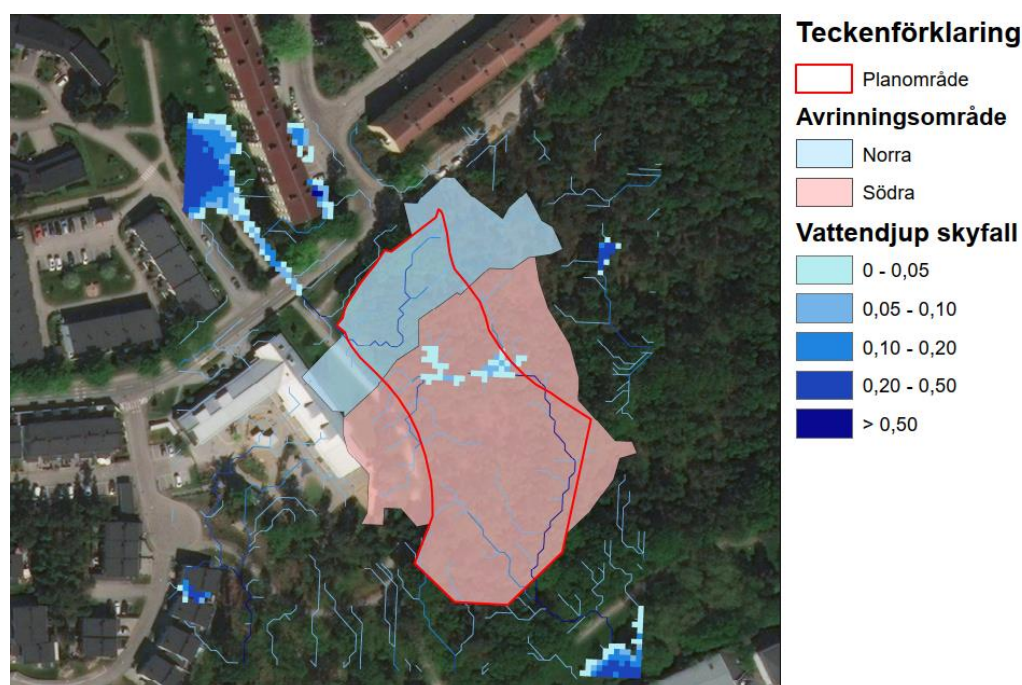 Teckenförklaring
Planområde
Avrinningsområde
Norra
Södra
Vattendjup skyfall
0 - 0,05
0,05 - 0,10
0,10 - 0,20
0,20 - 0,50
> 0,50